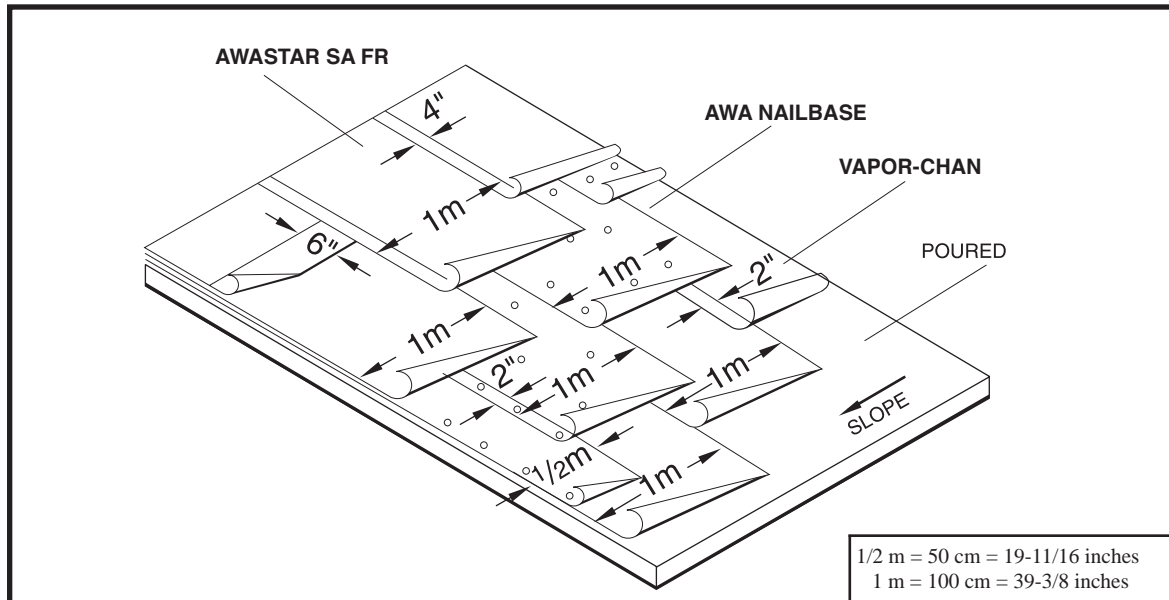 AWASTAR SA FR
4"
AWA NAILBASE
VAPOR-CHAN
1m
6"
1m
2"
POURED
1m
2"
1m
1m
SLOPE
1/2m
1m
1/2 m = 50 cm = 19-11/16 inches
1 m = 100 cm = 39-3/8 inches